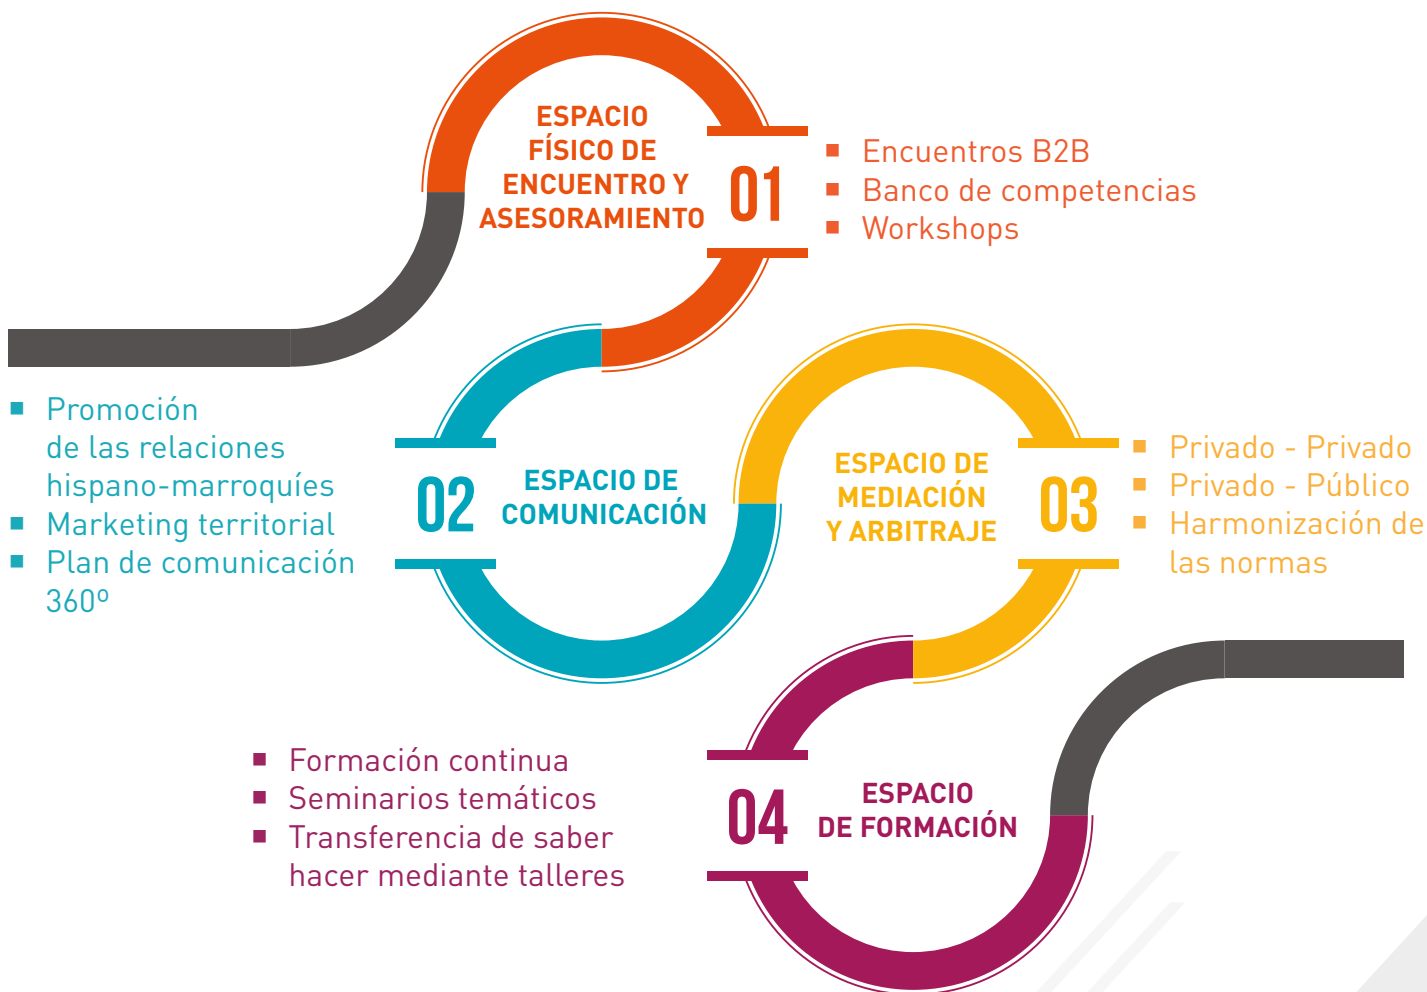 ESPACIO
FÍSICO DE
ENCUENTRO Y
ASESORAMIENTO
01
▪ Encuentros B2B
▪ Banco de competencias
▪ Workshops
▪ Promoción
de las relaciones
hispano-marroquíes
▪ Marketing territorial
▪ Plan de comunicación
360º
02
ESPACIO DE
COMUNICACIÓN
ESPACIO DE
MEDIACIÓN
Y ARBITRAJE
03
▪ Privado - Privado
▪ Privado - Público
▪ Harmonización de
las normas
▪ Formación continua
▪ Seminarios temáticos
▪ Transferencia de saber
hacer mediante talleres
04
ESPACIO
DE FORMACIÓN